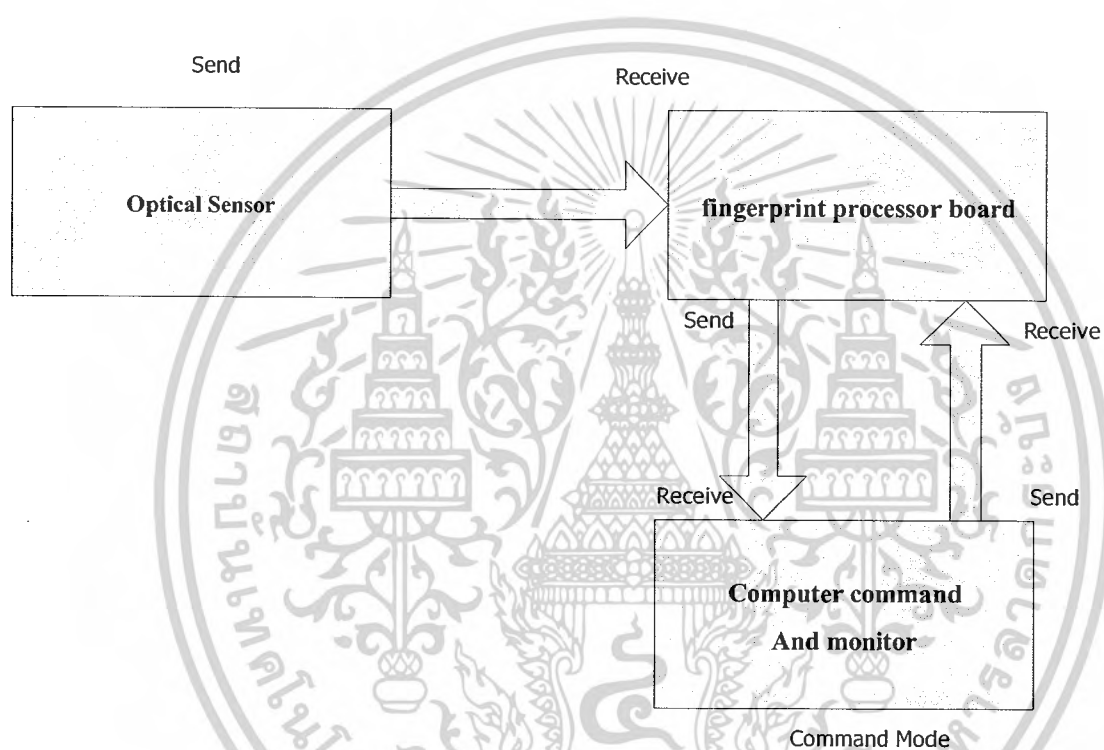 Send
Receive
Optical Sensor
fingerprint processor board
Send
Receive
Receive
Send
Computer command
And monitor
Command Mode